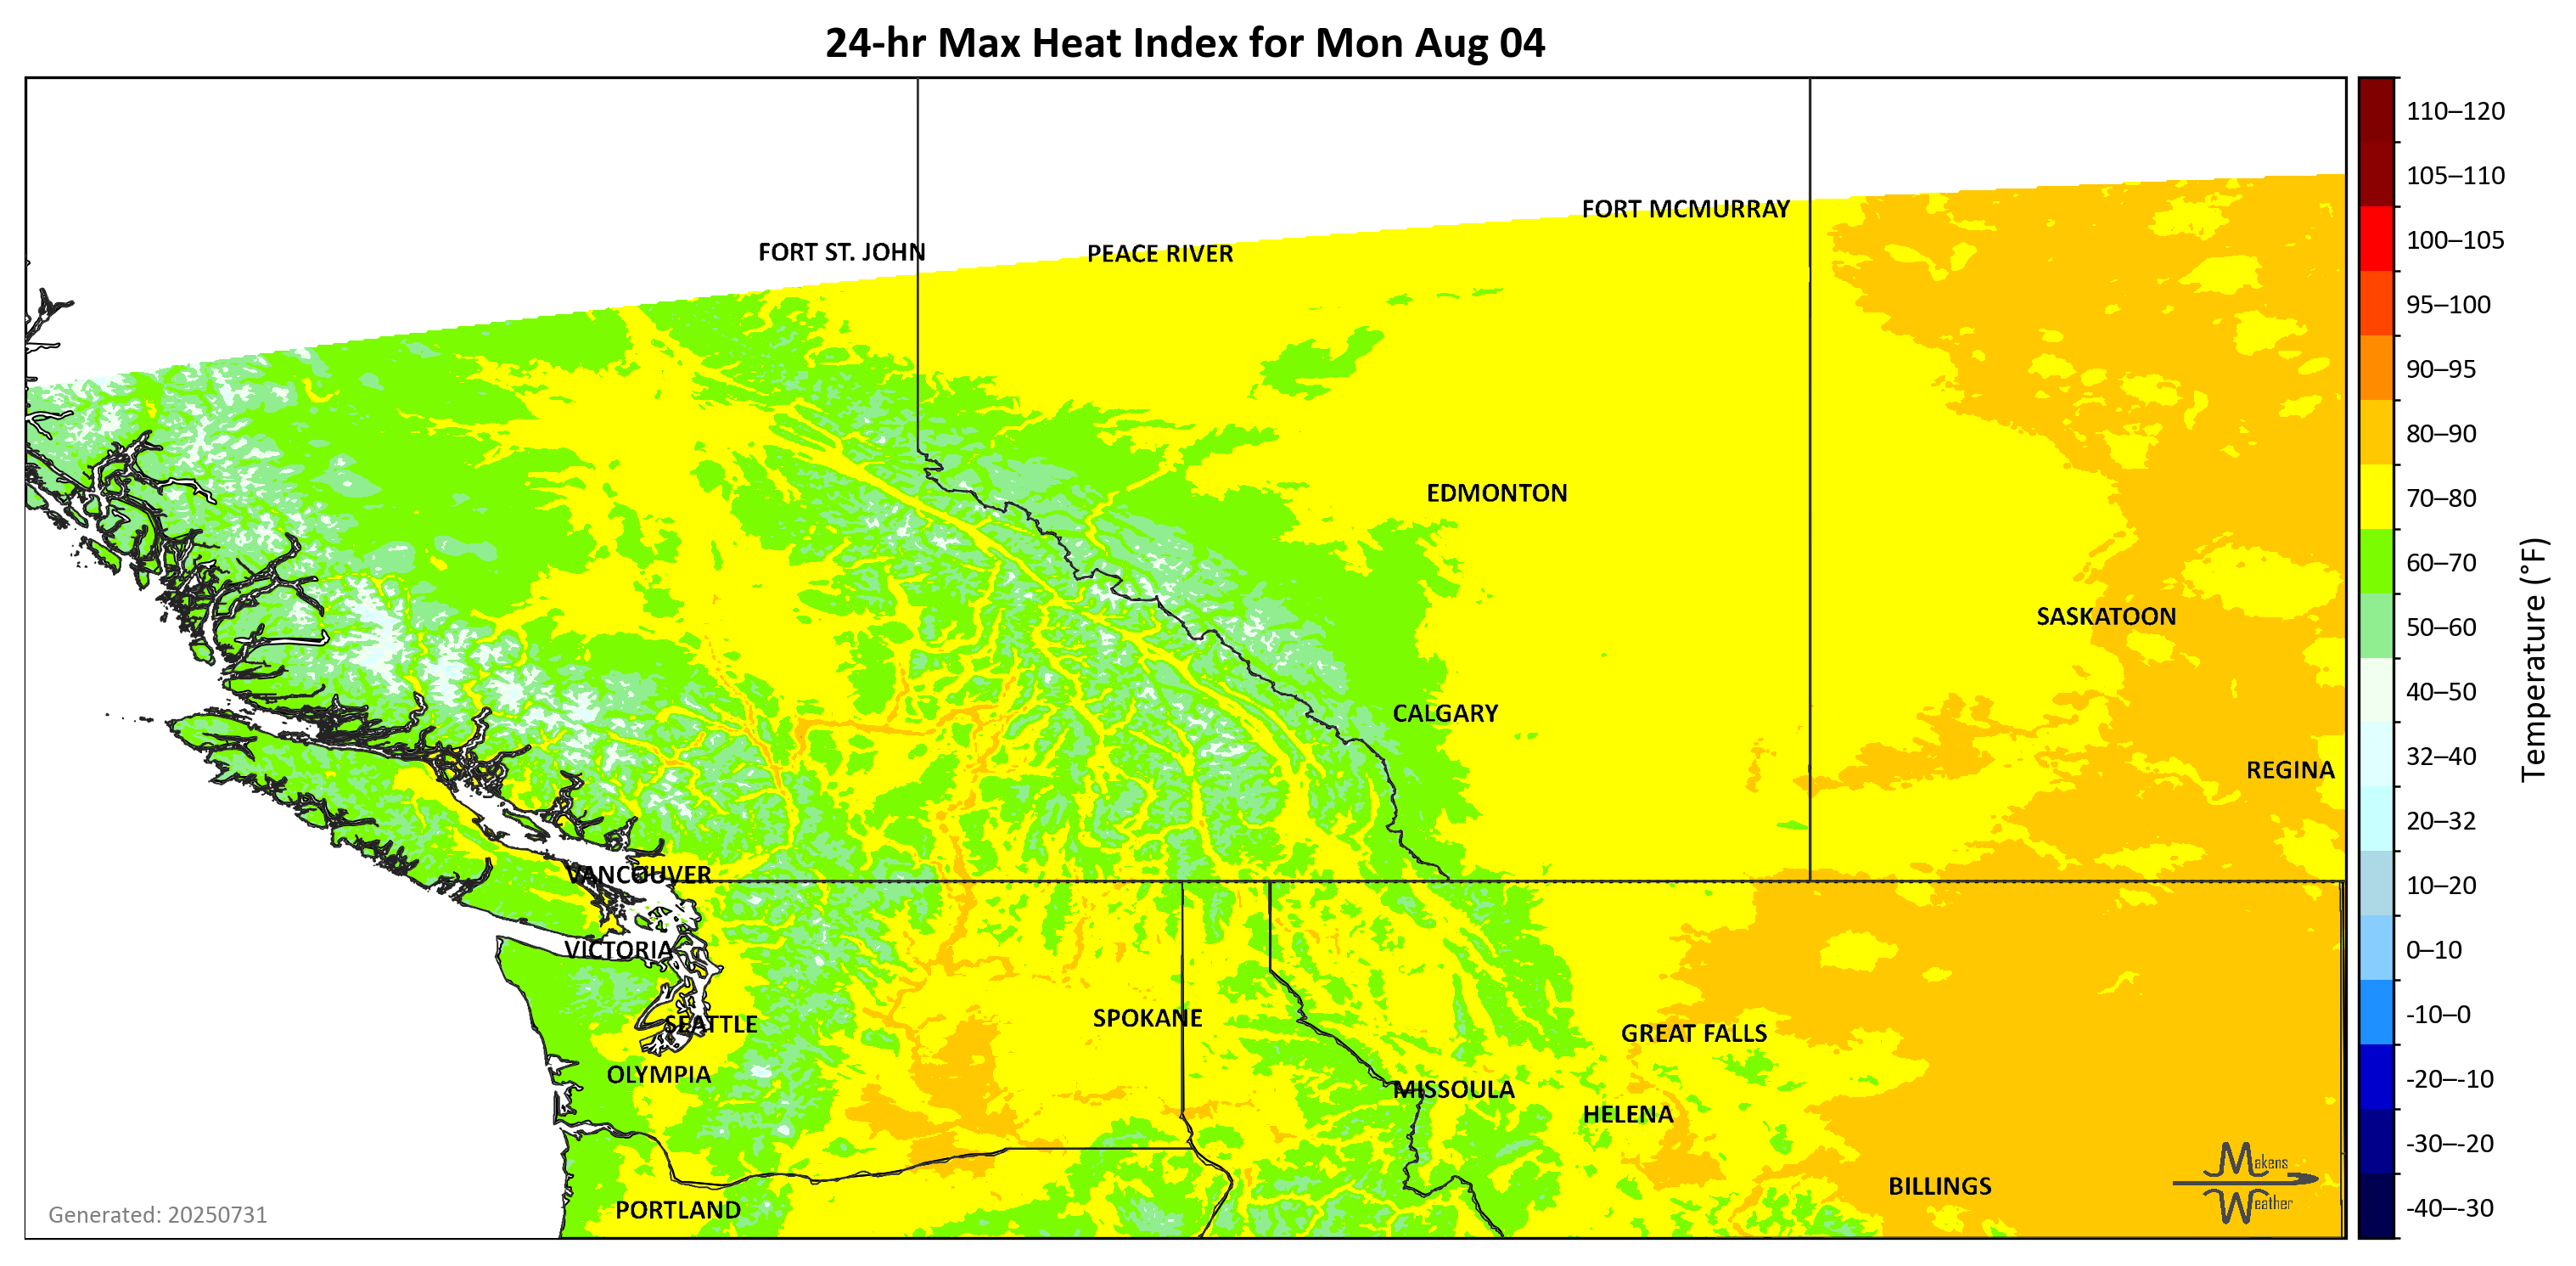 24-hr Max Heat Index for Mon Aug 04
FORT MCMURRAY
FORT ST. JOHN
PEACE RIVER
EDMONTON
SASKATOON
CALGARY
REGINA
VANCOUVER
VICTORIA
SPOKANE
SEATTLE
GREAT FALLS
OLYMPIA
MISSOULA
HELENA
BILLINGS
PORTLAND
Makens
Weather
Generated: 20250731
110–120
105–110
100–105
95–100
90–95
80–90
70–80
60–70
50–60
40–50
32–40
20–32
10–20
0–10
-10–0
-20–-10
-30–-20
-40–-30
Temperature (°F)